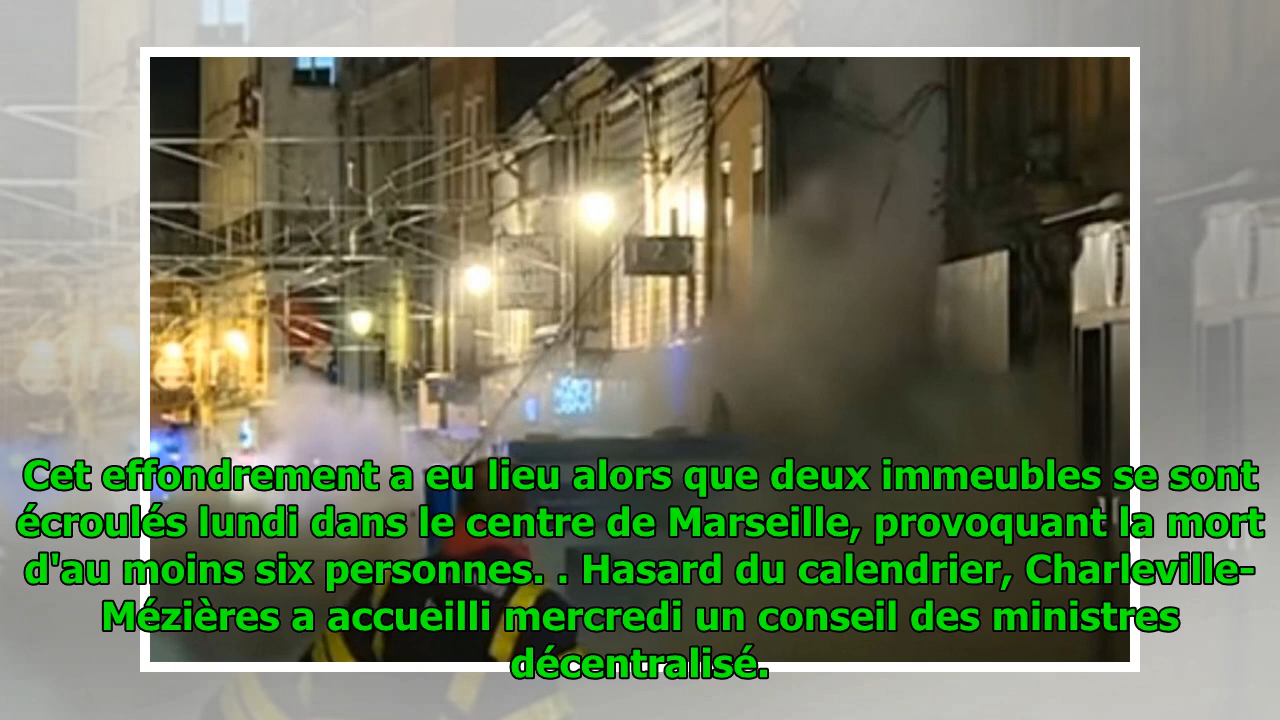 Cet effondrement a eu lieu alors que deux immeubles se sont
écroulés lundi dans le centre de Marseille, provoquant la mort
d'au moins six personnes. . Hasard du calendrier, Charleville-
Mézières a accueilli mercredi un conseil des ministres
décentralisé.